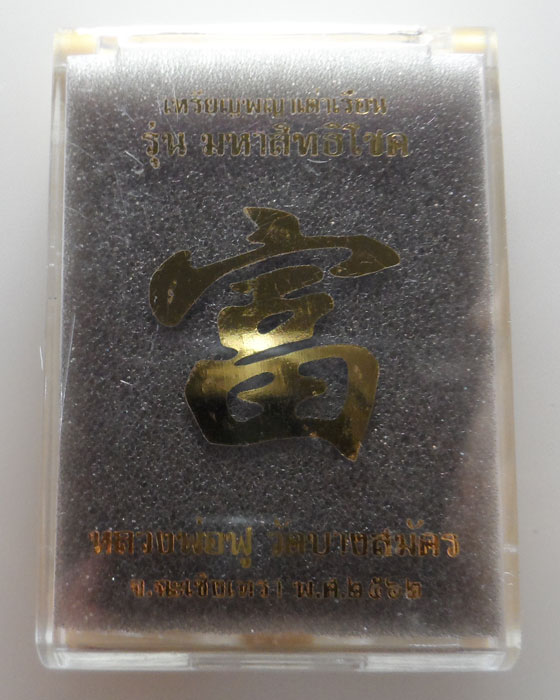 เหรียญพญาเต่าเรือน
รุ่น มหาสิทธิโชค
富
หลวงพ่อฟู วัดบางสมัคร
จ.ฉะเชิงเทรา พ.ศ.๒๕๖๒